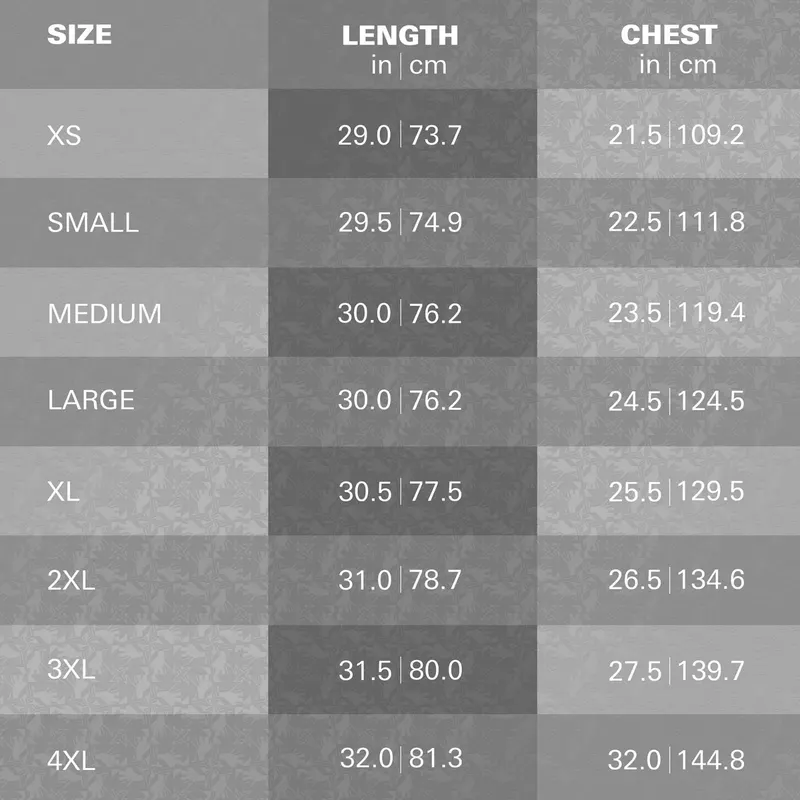 SIZE LENGTH CHEST
in|cm in|cm
XS 29.0|73.7 21.5|109.2
SMALL 29.5|74.9 22.5|111.8
MEDIUM 30.0|76.2 23.5|119.4
LARGE 30.0|76.2 24.5|124.5
XL 30.5|77.5 25.5|129.5
2XL 31.0|78.7 26.5|134.6
3XL 31.5|80.0 27.5|139.7
4XL 32.0|81.3 32.0|144.8